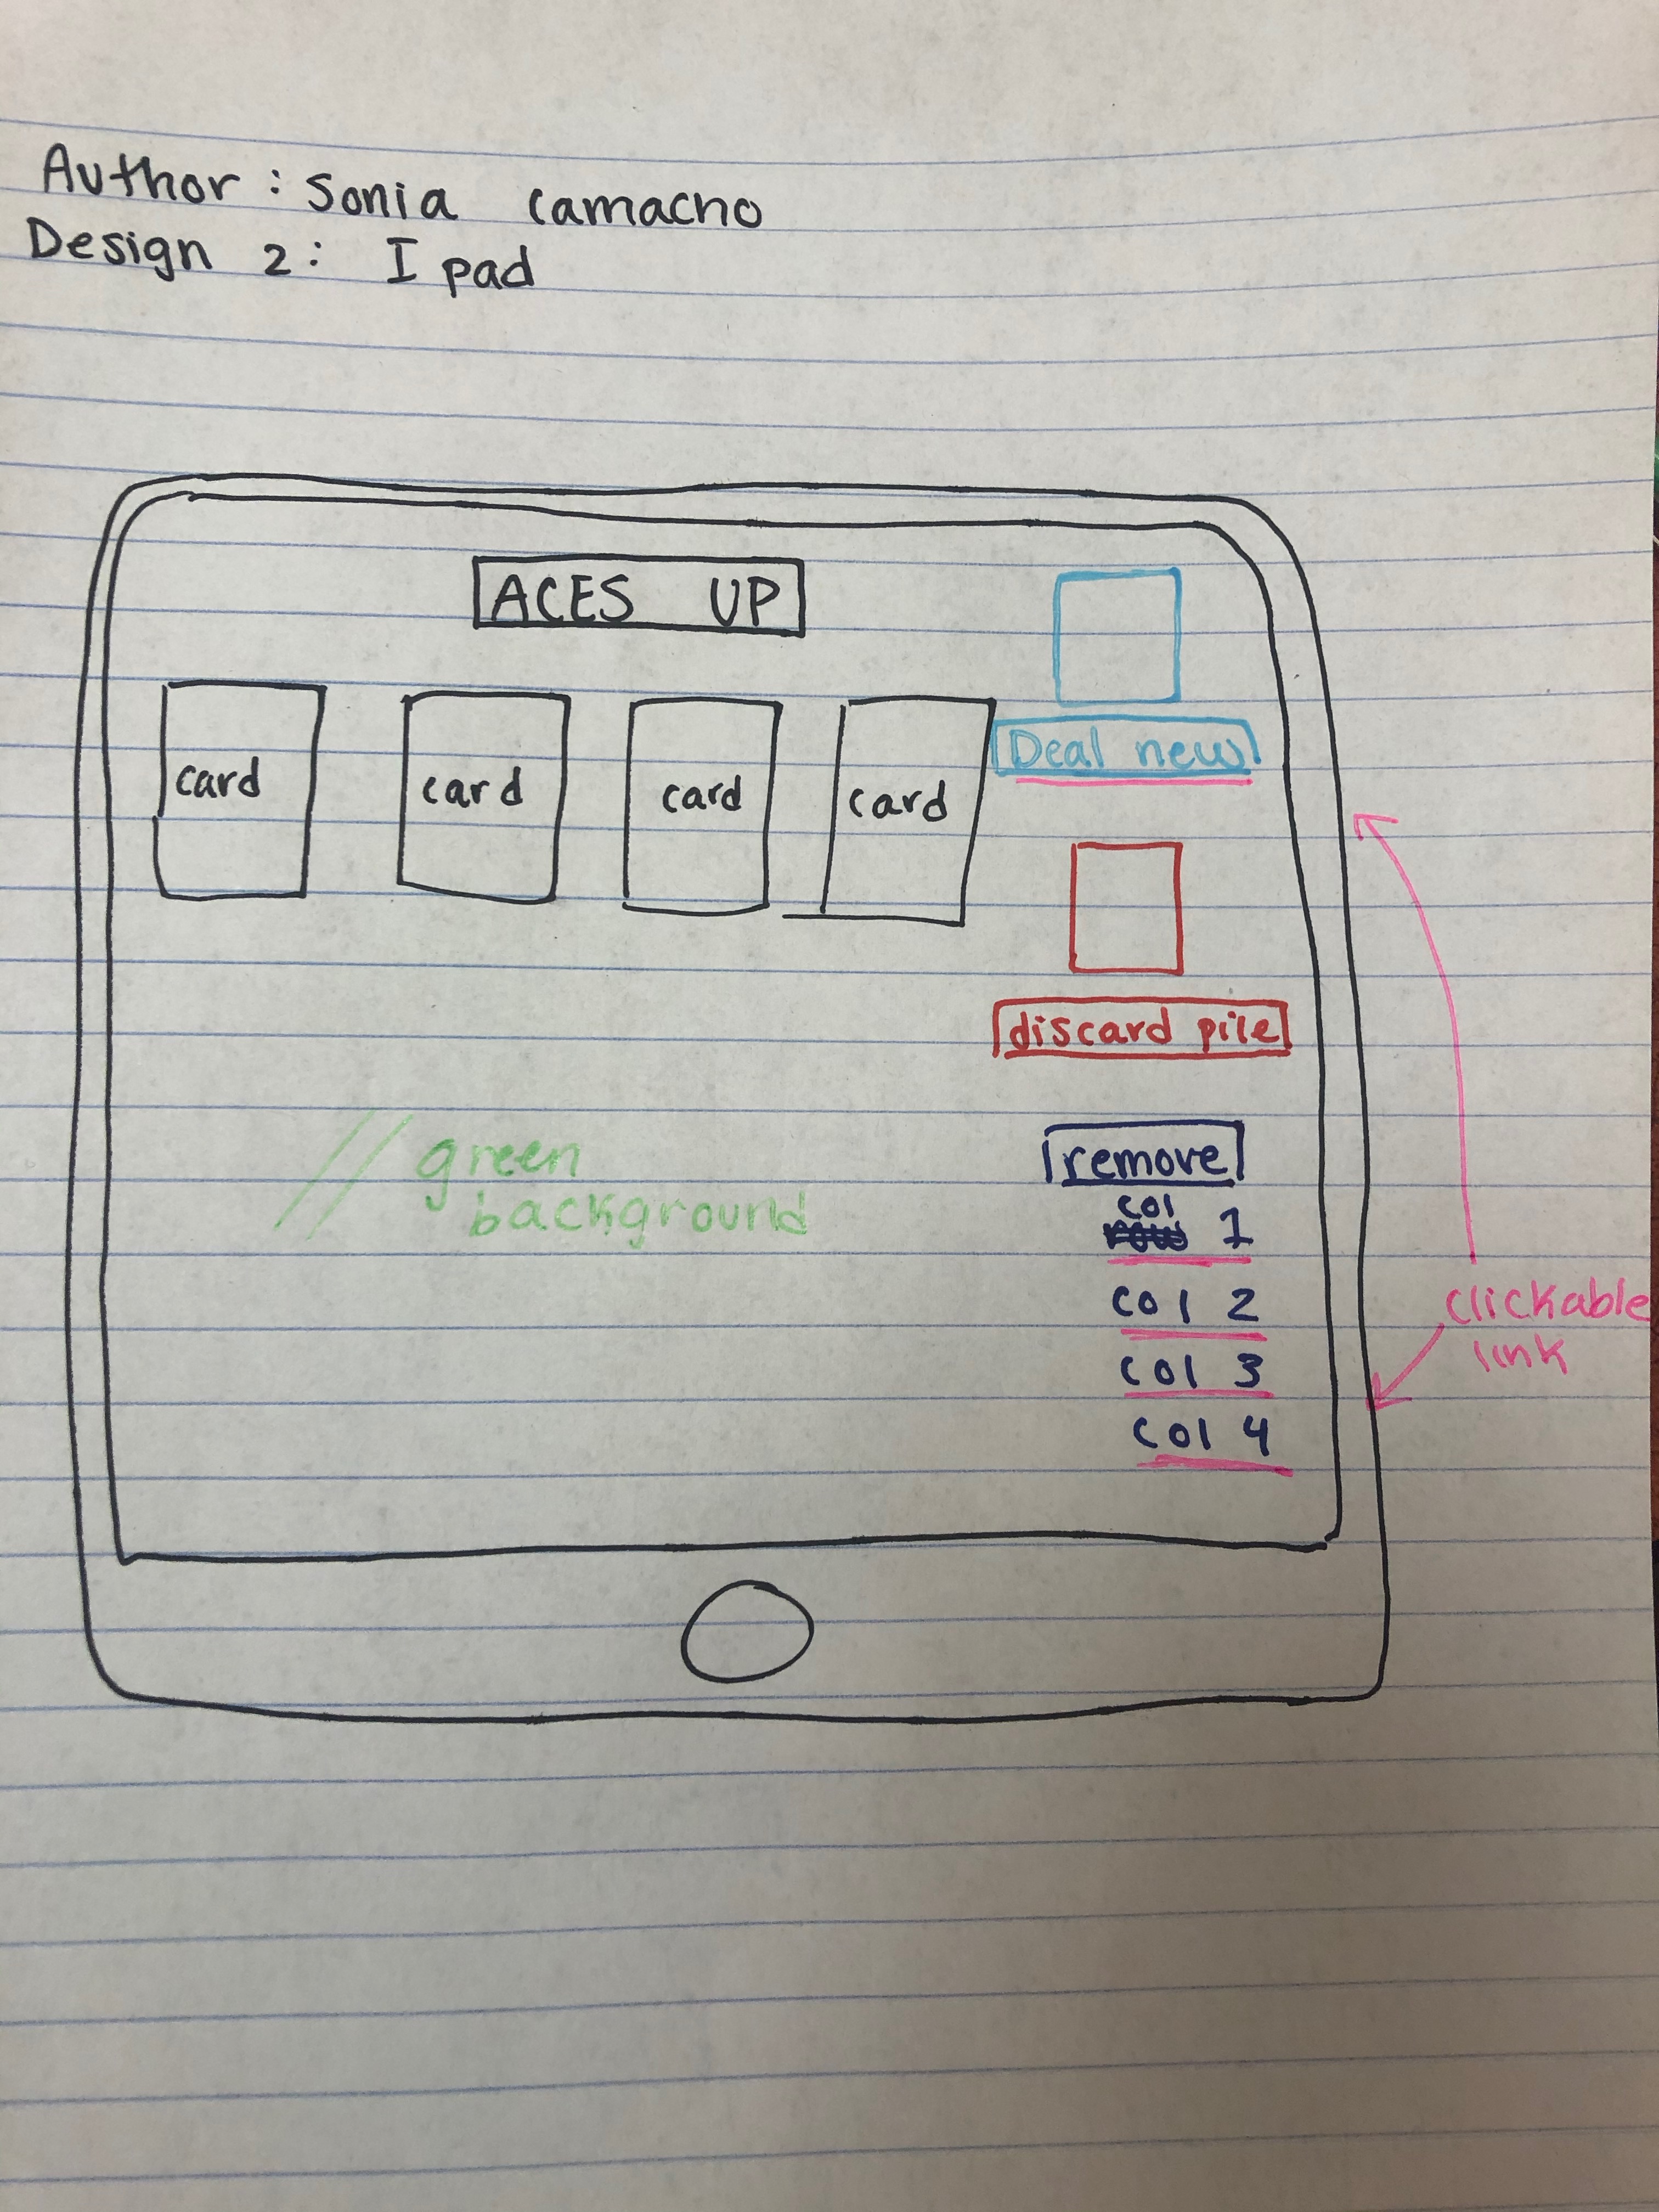 Author: Sonia Camacho
Design 2: I pad
ACES UP
card card card card
Deal new
discard pile
// green
background
remove
col 1
col 2
col 3
col 4
clickable
link